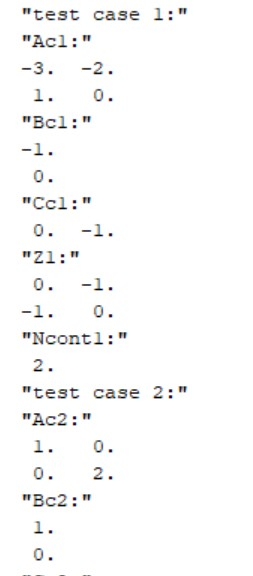 "test case 1:"
"Ac1:"
-3. -2.
1. 0.
"Bc1:"
-1.
0.
"Cc1:"
0. -1.
"Z1:"
0. -1.
-1. 0.
"Ncont1:"
2.
"test case 2:"
"Ac2:"
1. 0.
0. 2.
"Bc2:"
1.
0.